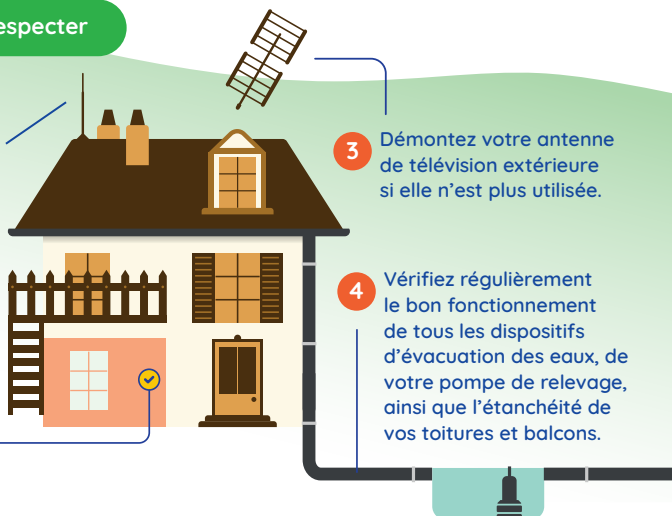 especter
3
Démontez votre antenne
de télévision extérieure
si elle n'est plus utilisée.
4
Vérifiez régulièrement
le bon fonctionnement
de tous les dispositifs
d'évacuation des eaux, de
votre pompe de relevage,
ainsi que l'étanchéité de
vos toitures et balcons.